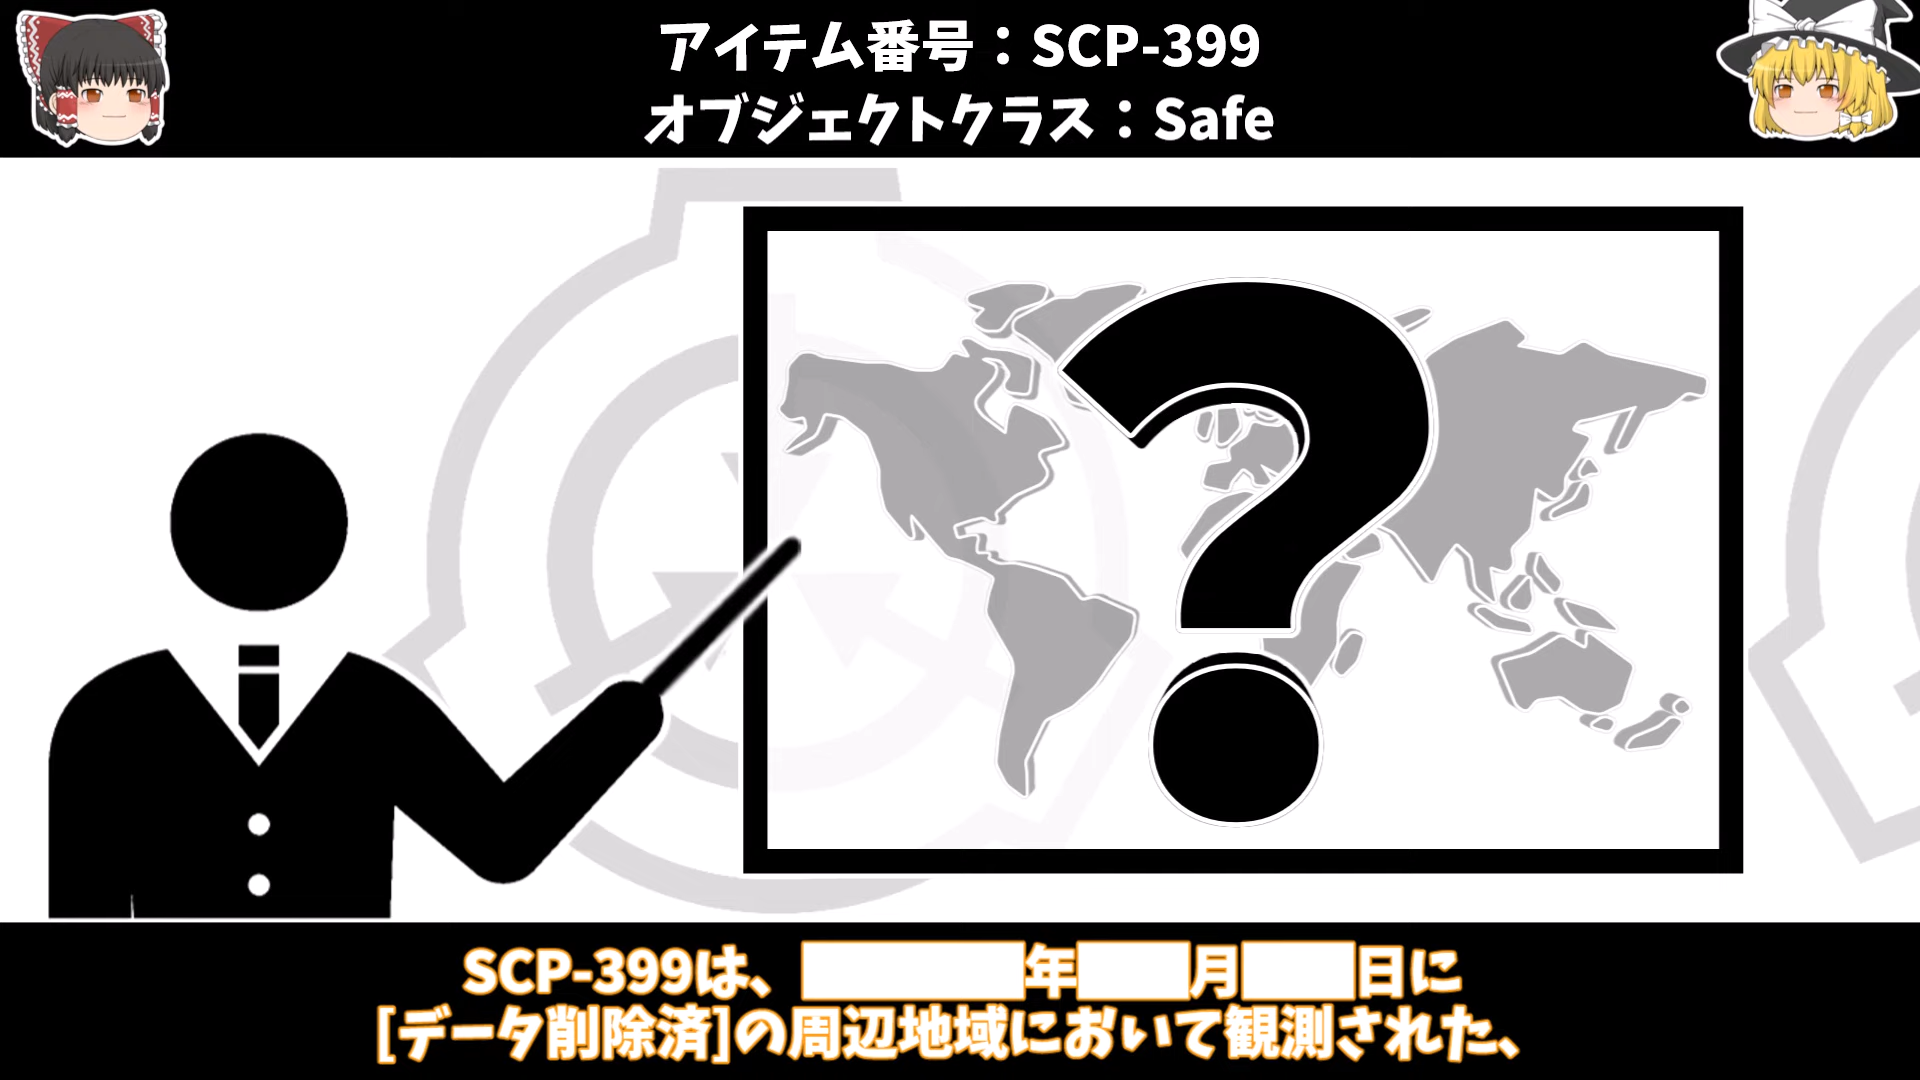 アイテム番号：SCP-399
オブジェクトクラス：Safe
?
SCP-399は、████年██月██日に
[データ削除済]の周辺地域において観測された、